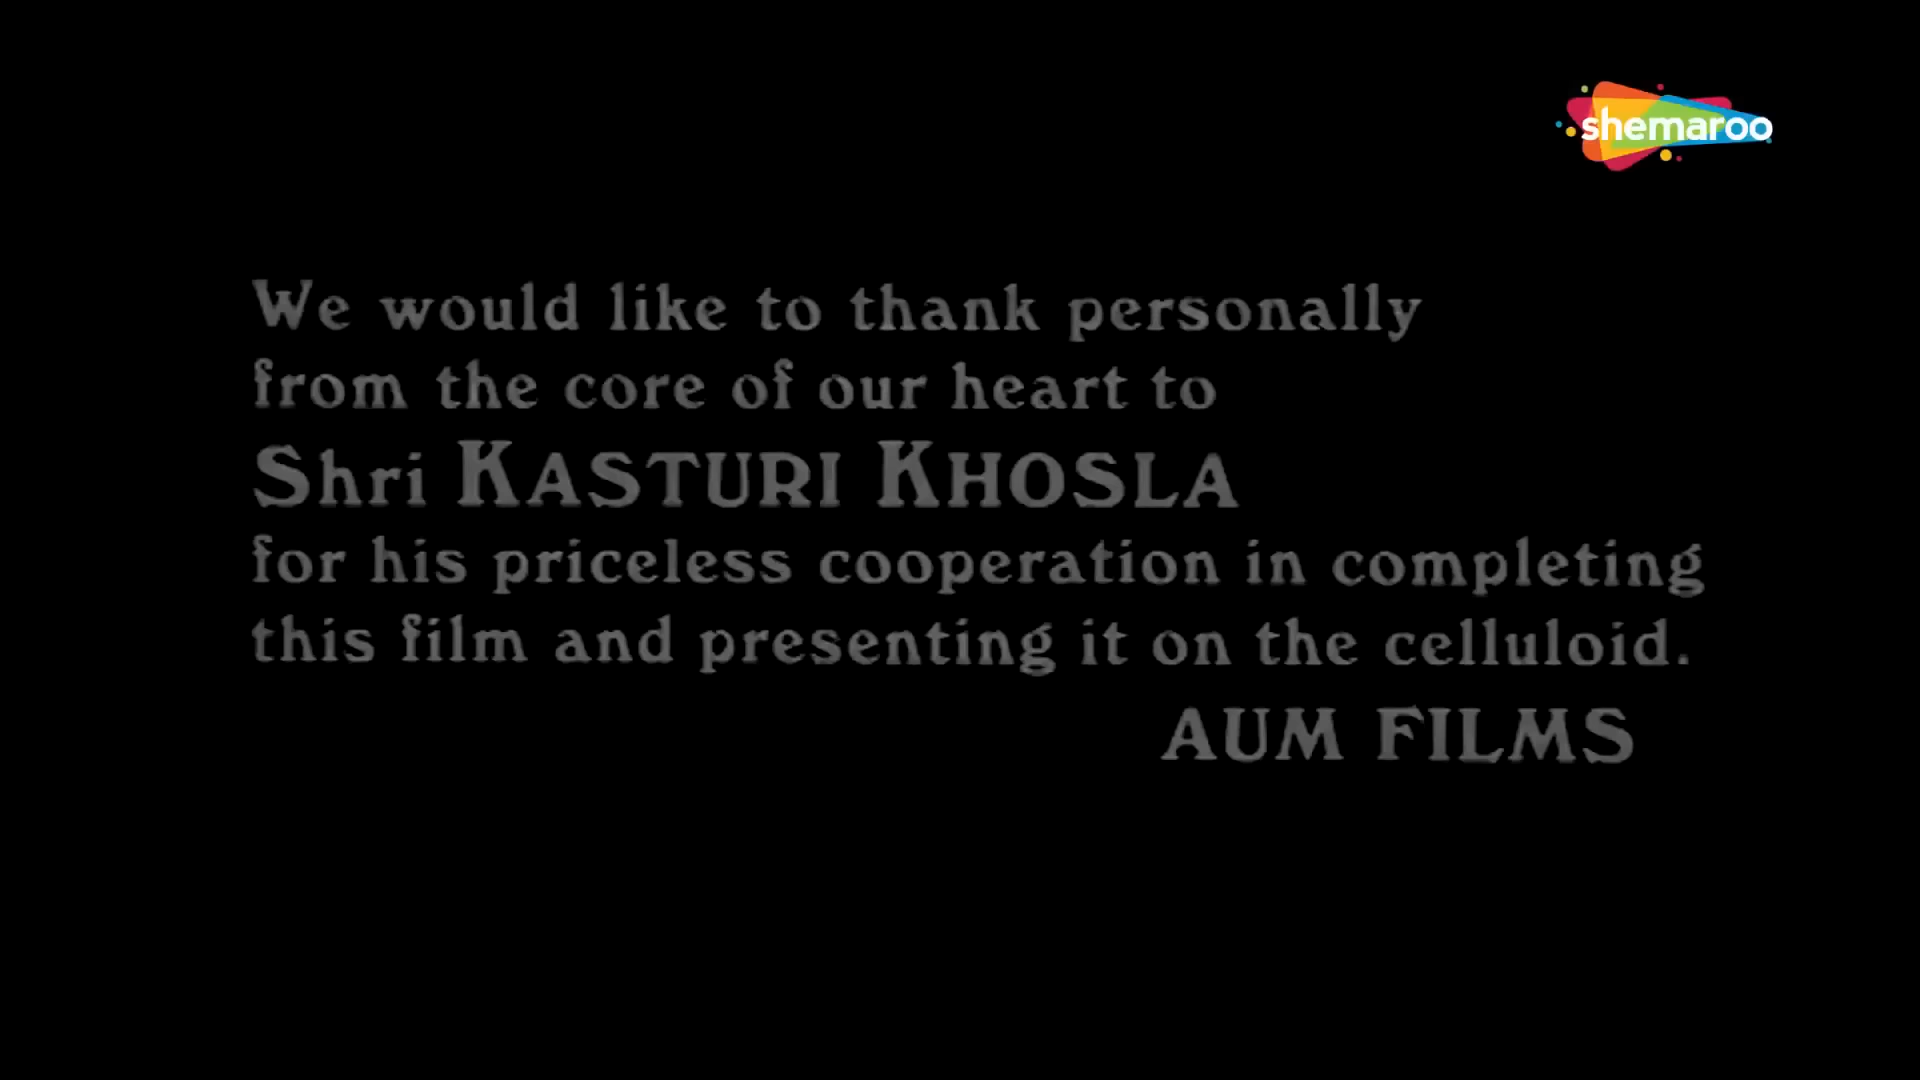 shemaroo
We would like to thank personally
from the core of our heart to
Shri KASTURI KHOSLA
for his priceless cooperation in completing
this film and presenting it on the celluloid.
AUM FILMS